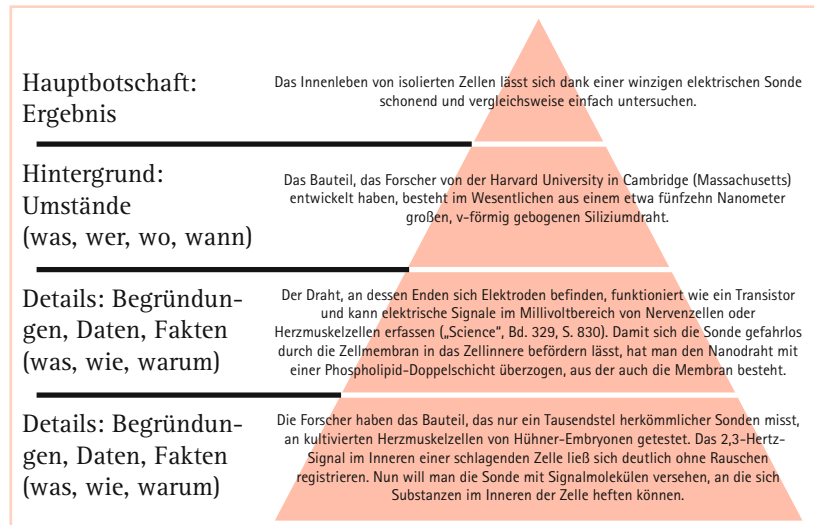 Hauptbotschaft:
Ergebnis
Das Innenleben von isolierten Zellen lässt sich dank einer winzigen elektrischen Sonde
schonend und vergleichsweise einfach untersuchen.
Hintergrund:
Umstände
(was, wer, wo, wann)
Das Bauteil, das Forscher von der Harvard University in Cambridge (Massachusetts)
entwickelt haben, besteht im Wesentlichen aus einem etwa fünfzehn Nanometer
großen, v-förmig gebogenen Siliziumdraht.
Details: Begründun-
gen, Daten, Fakten
(was, wie, warum)
Der Draht, an dessen Enden sich Elektroden befinden, funktioniert wie ein Transistor
und kann elektrische Signale im Millivoltbereich von Nervenzellen oder
Herzmuskelzellen erfassen („Science“, Bd. 329, S. 830). Damit sich die Sonde gefahrlos
durch die Zellmembran in das Zellinnere befördern lässt, hat man den Nanodraht mit
einer Phospholipid-Doppelschicht überzogen, aus der auch die Membran besteht.
Details: Begründun-
gen, Daten, Fakten
(was, wie, warum)
Die Forscher haben das Bauteil, das nur ein Tausendstel herkömmlicher Sonden misst,
an kultivierten Herzmuskelzellen von Hühner-Embryonen getestet. Das 2,3-Hertz-
Signal im Inneren einer schlagenden Zelle ließ sich deutlich ohne Rauschen
registrieren. Nun will man die Sonde mit Signalmolekülen versehen, an die sich
Substanzen im Inneren der Zelle heften können.